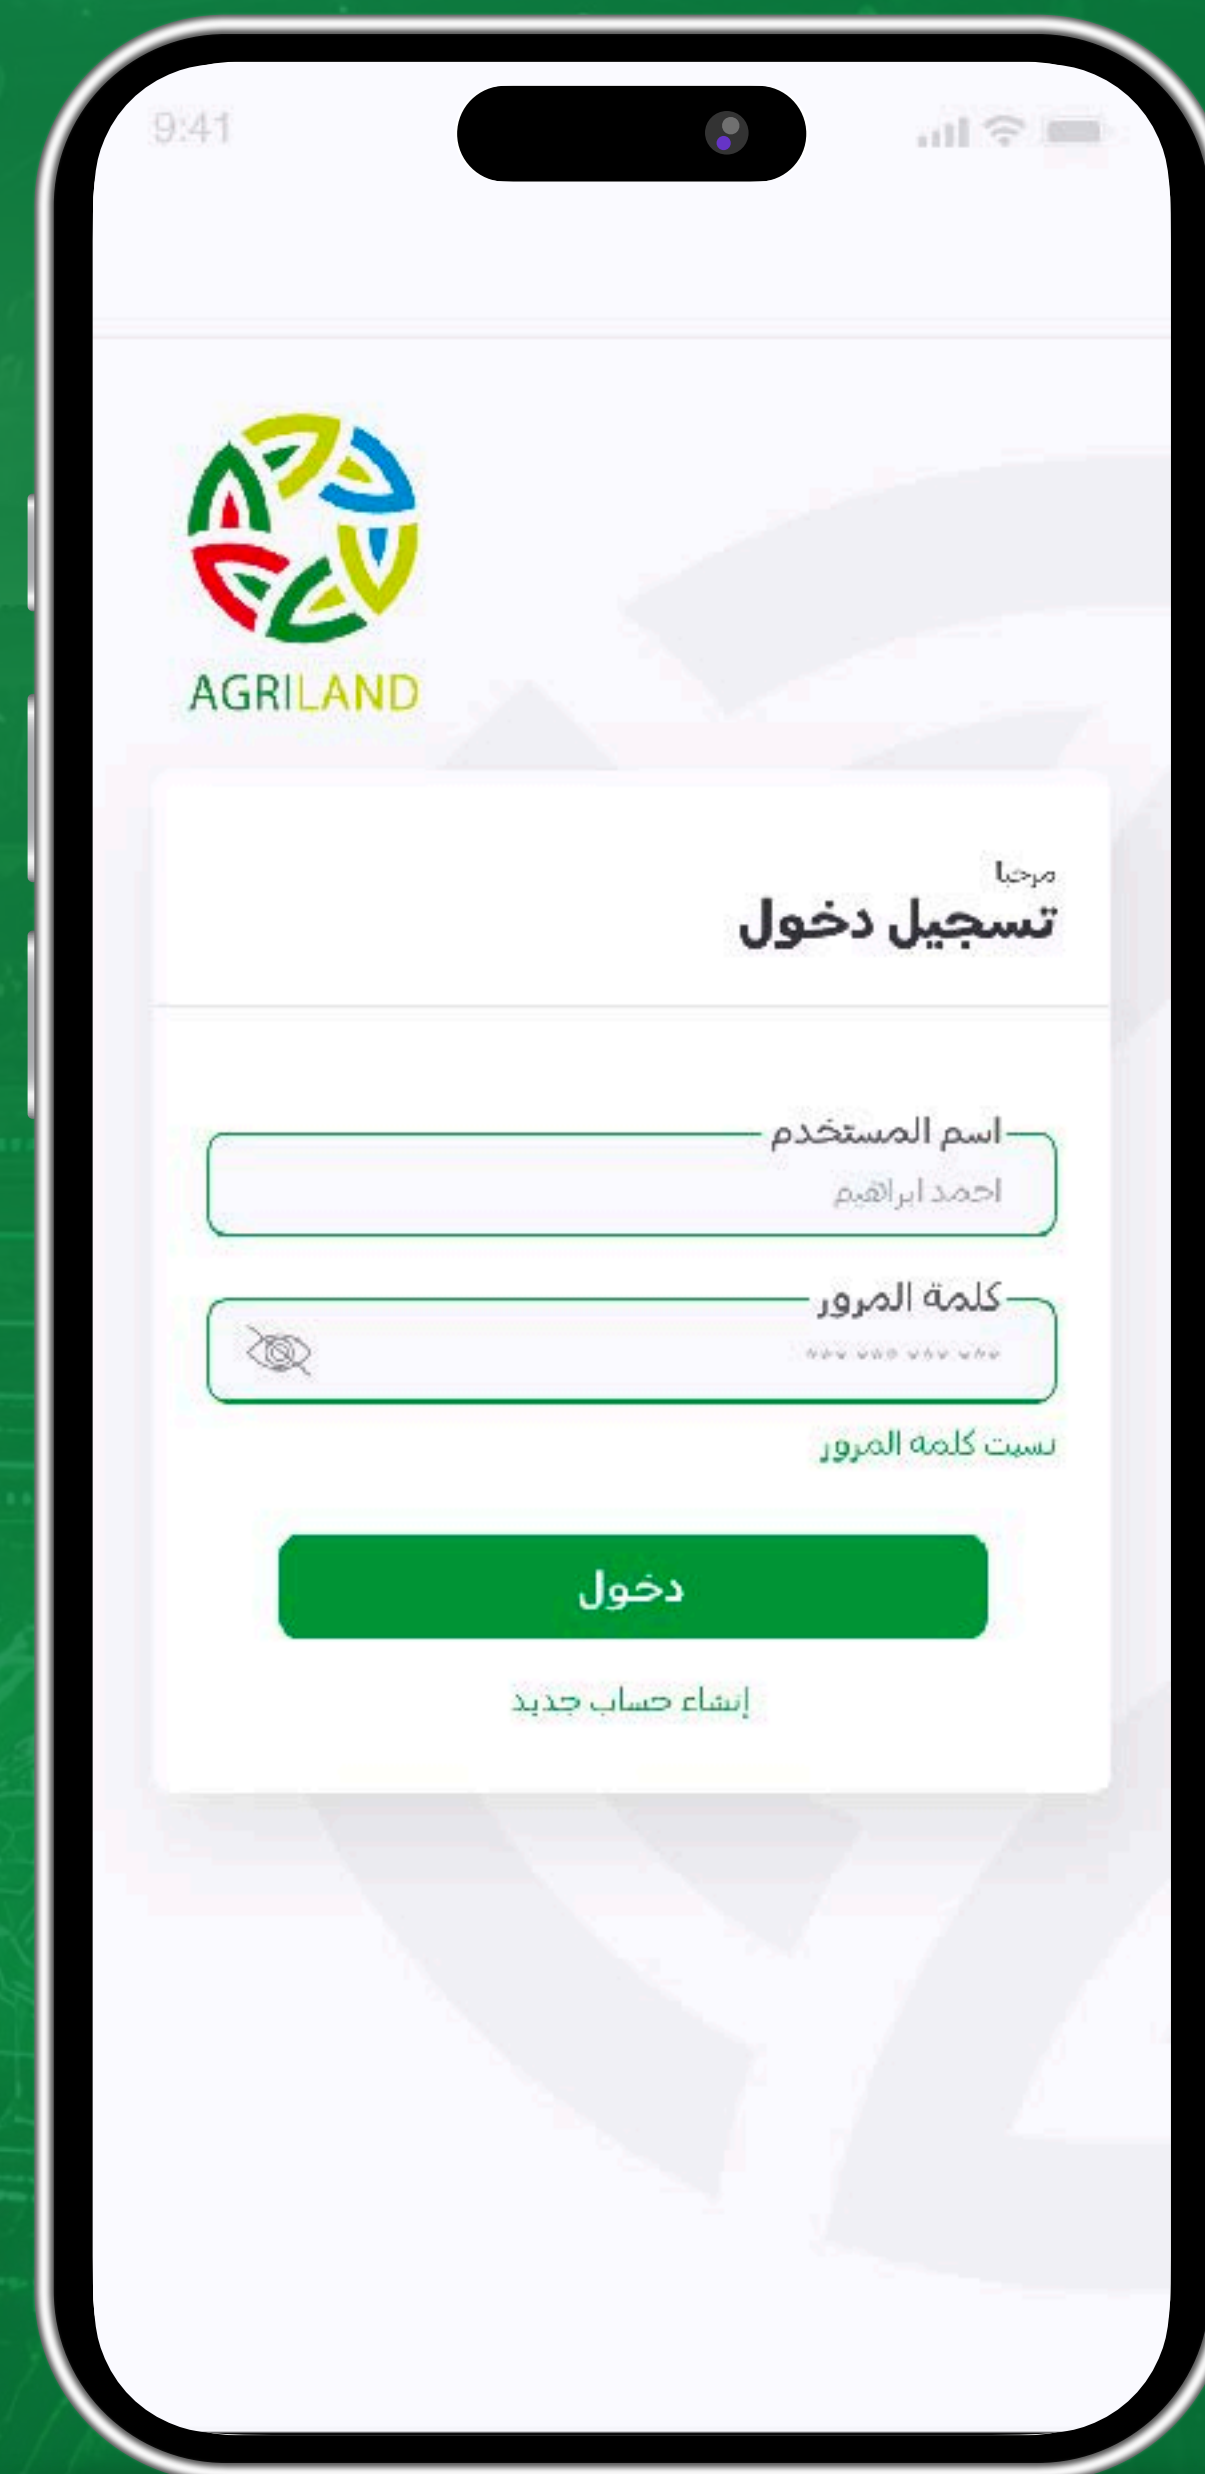 9:41
AGRILAND
مرحبا
تسجيل دخول
اسم المستخدم
احمد ابراهيم
كلمة المرور
*** *** *** ***
نسيت كلمة المرور
دخول
إنشاء حساب جديد